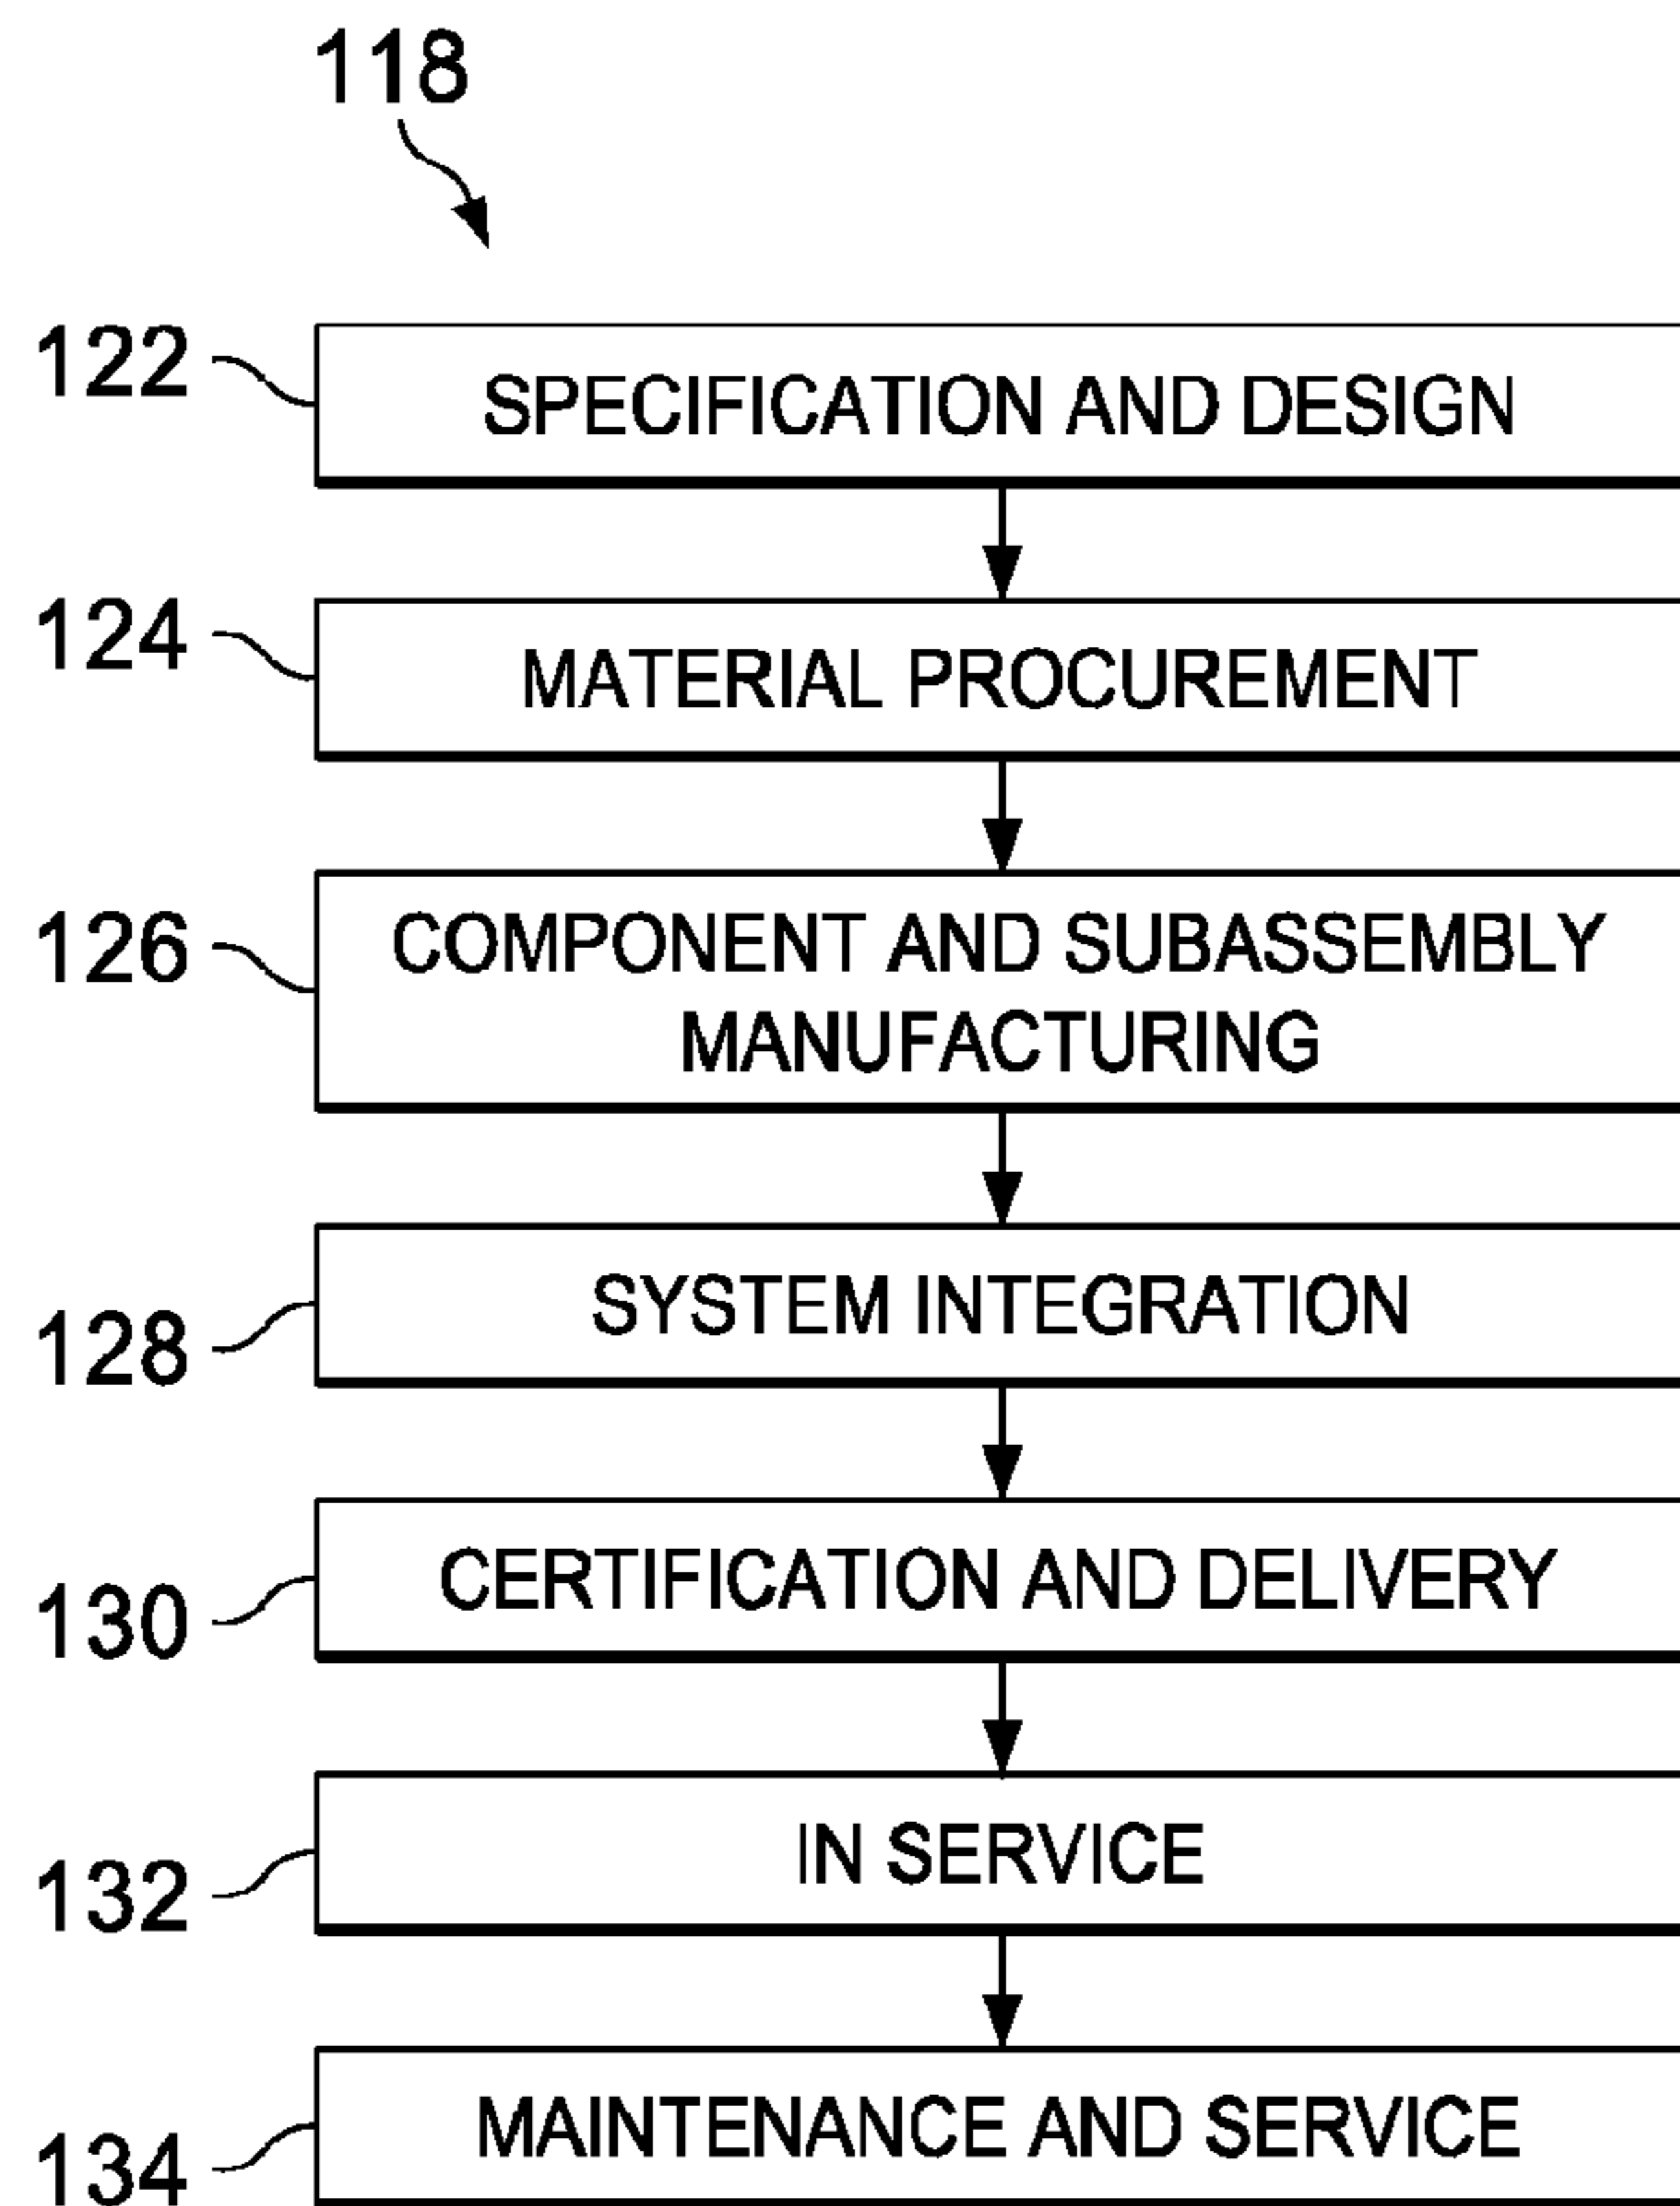 118
122
SPECIFICATION AND DESIGN
124
MATERIAL PROCUREMENT
126
COMPONENT AND SUBASSEMBLY
MANUFACTURING
128
SYSTEM INTEGRATION
130
CERTIFICATION AND DELIVERY
132
IN SERVICE
134
MAINTENANCE AND SERVICE